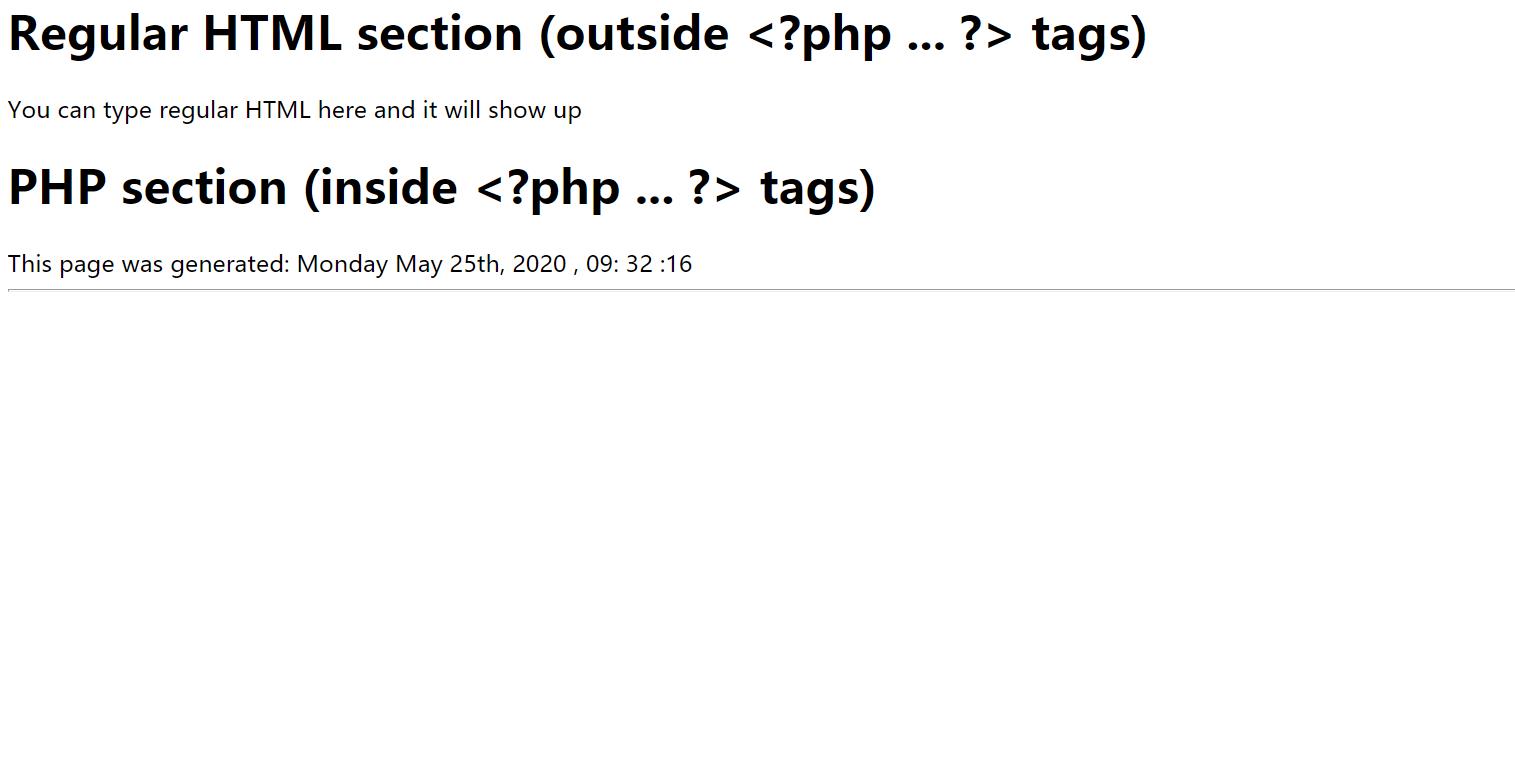 Regular HTML section (outside <?php ... ?> tags)
You can type regular HTML here and it will show up
PHP section (inside <?php ... ?> tags)
This page was generated: Monday May 25th, 2020 , 09: 32 :16